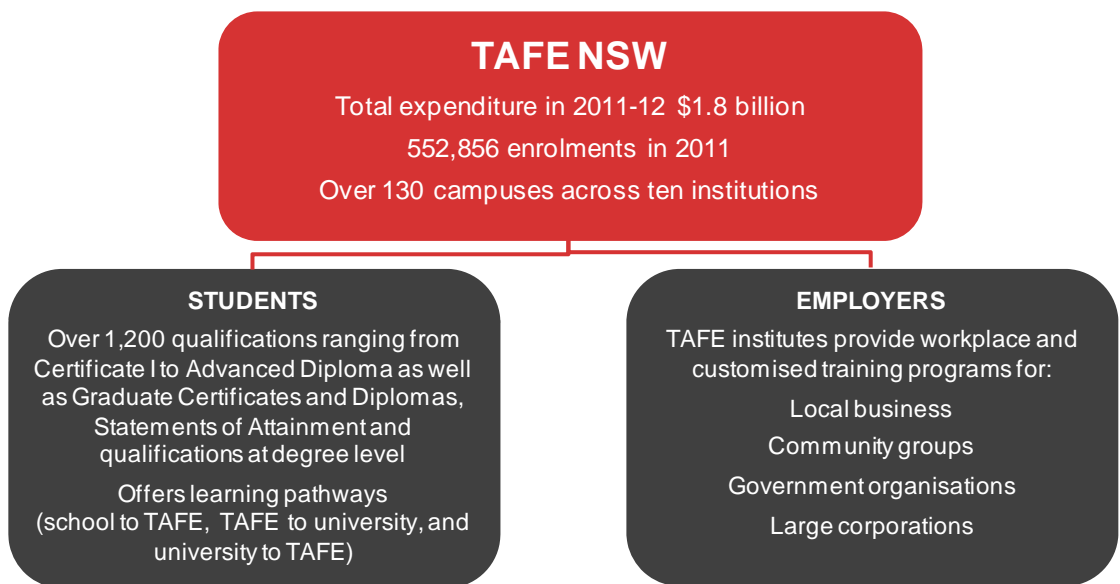 TAFE NSW
Total expenditure in 2011-12 $1.8 billion
552,856 enrolments in 2011
Over 130 campuses across ten institutions
STUDENTS
Over 1,200 qualifications ranging from
Certificate I to Advanced Diploma as well
as Graduate Certificates and Diplomas,
Statements of Attainment and
qualifications at degree level
Offers learning pathways
(school to TAFE, TAFE to university, and
university to TAFE)
EMPLOYERS
TAFE institutes provide workplace and
customised training programs for:
Local business
Community groups
Government organisations
Large corporations